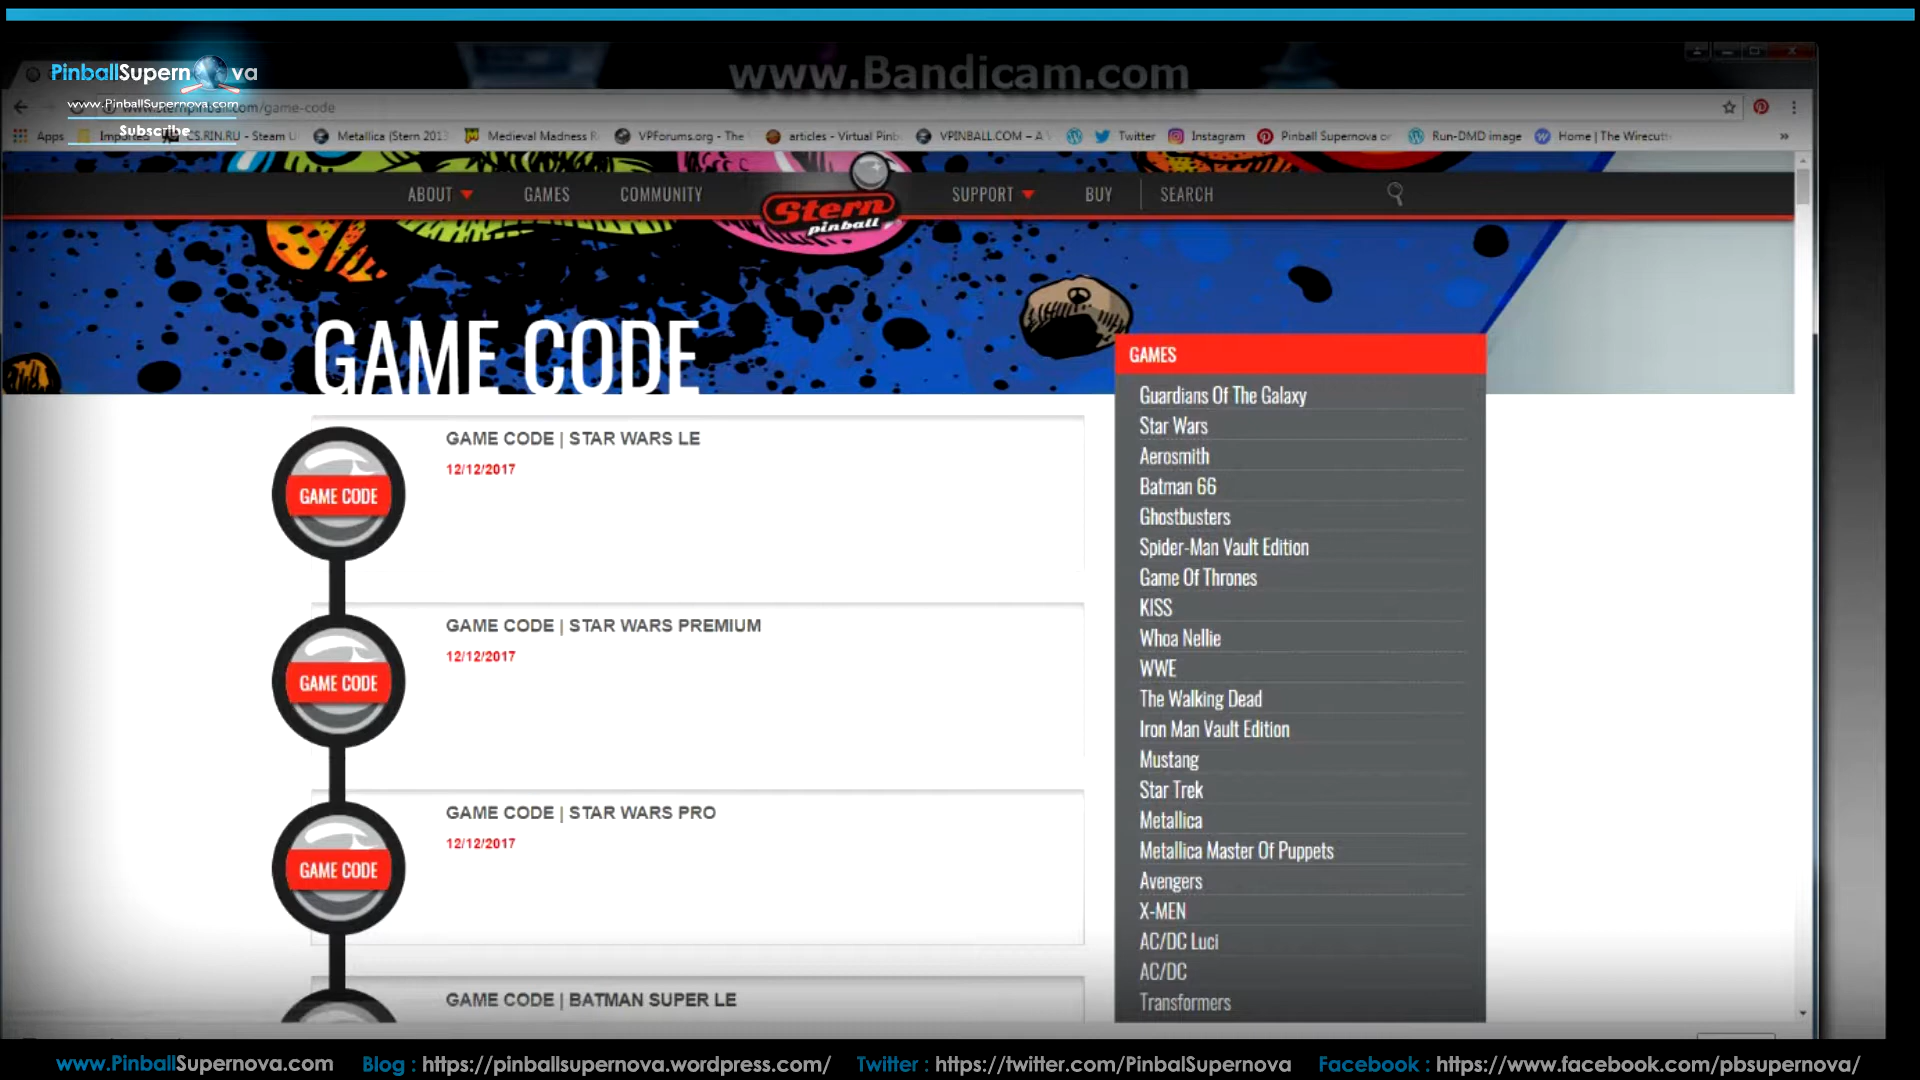 www.Bandicam.com
PinballSupernova
www.PinballSupernova.com
Subscribe
.com/game-code
Apps
CS.RIN.RU - Steam U
Metallica (Stern 2013
Medieval Madness R
VPForums.org - The
articles - Virtual Pinb
VPINBALL.COM – A V
Twitter
Instagram
Pinball Supernova or
Run-DMD image
Home | The Wirecutt
»
ABOUT
GAMES
COMMUNITY
Stern
pinball
SUPPORT
BUY
SEARCH
GAME CODE
GAME CODE | STAR WARS LE
12/12/2017
GAME CODE
GAME CODE | STAR WARS PREMIUM
12/12/2017
GAME CODE
GAME CODE | STAR WARS PRO
12/12/2017
GAME CODE
GAME CODE | BATMAN SUPER LE
GAMES
Guardians Of The Galaxy
Star Wars
Aerosmith
Batman 66
Ghostbusters
Spider-Man Vault Edition
Game Of Thrones
KISS
Whoa Nellie
WWE
The Walking Dead
Iron Man Vault Edition
Mustang
Star Trek
Metallica
Metallica Master Of Puppets
Avengers
X-MEN
AC/DC Luci
AC/DC
Transformers
www.PinballSupernova.com Blog : https://pinballsupernova.wordpress.com/ Twitter : https://twitter.com/PinbalSupernova Facebook : https://www.facebook.com/pbsupernova/